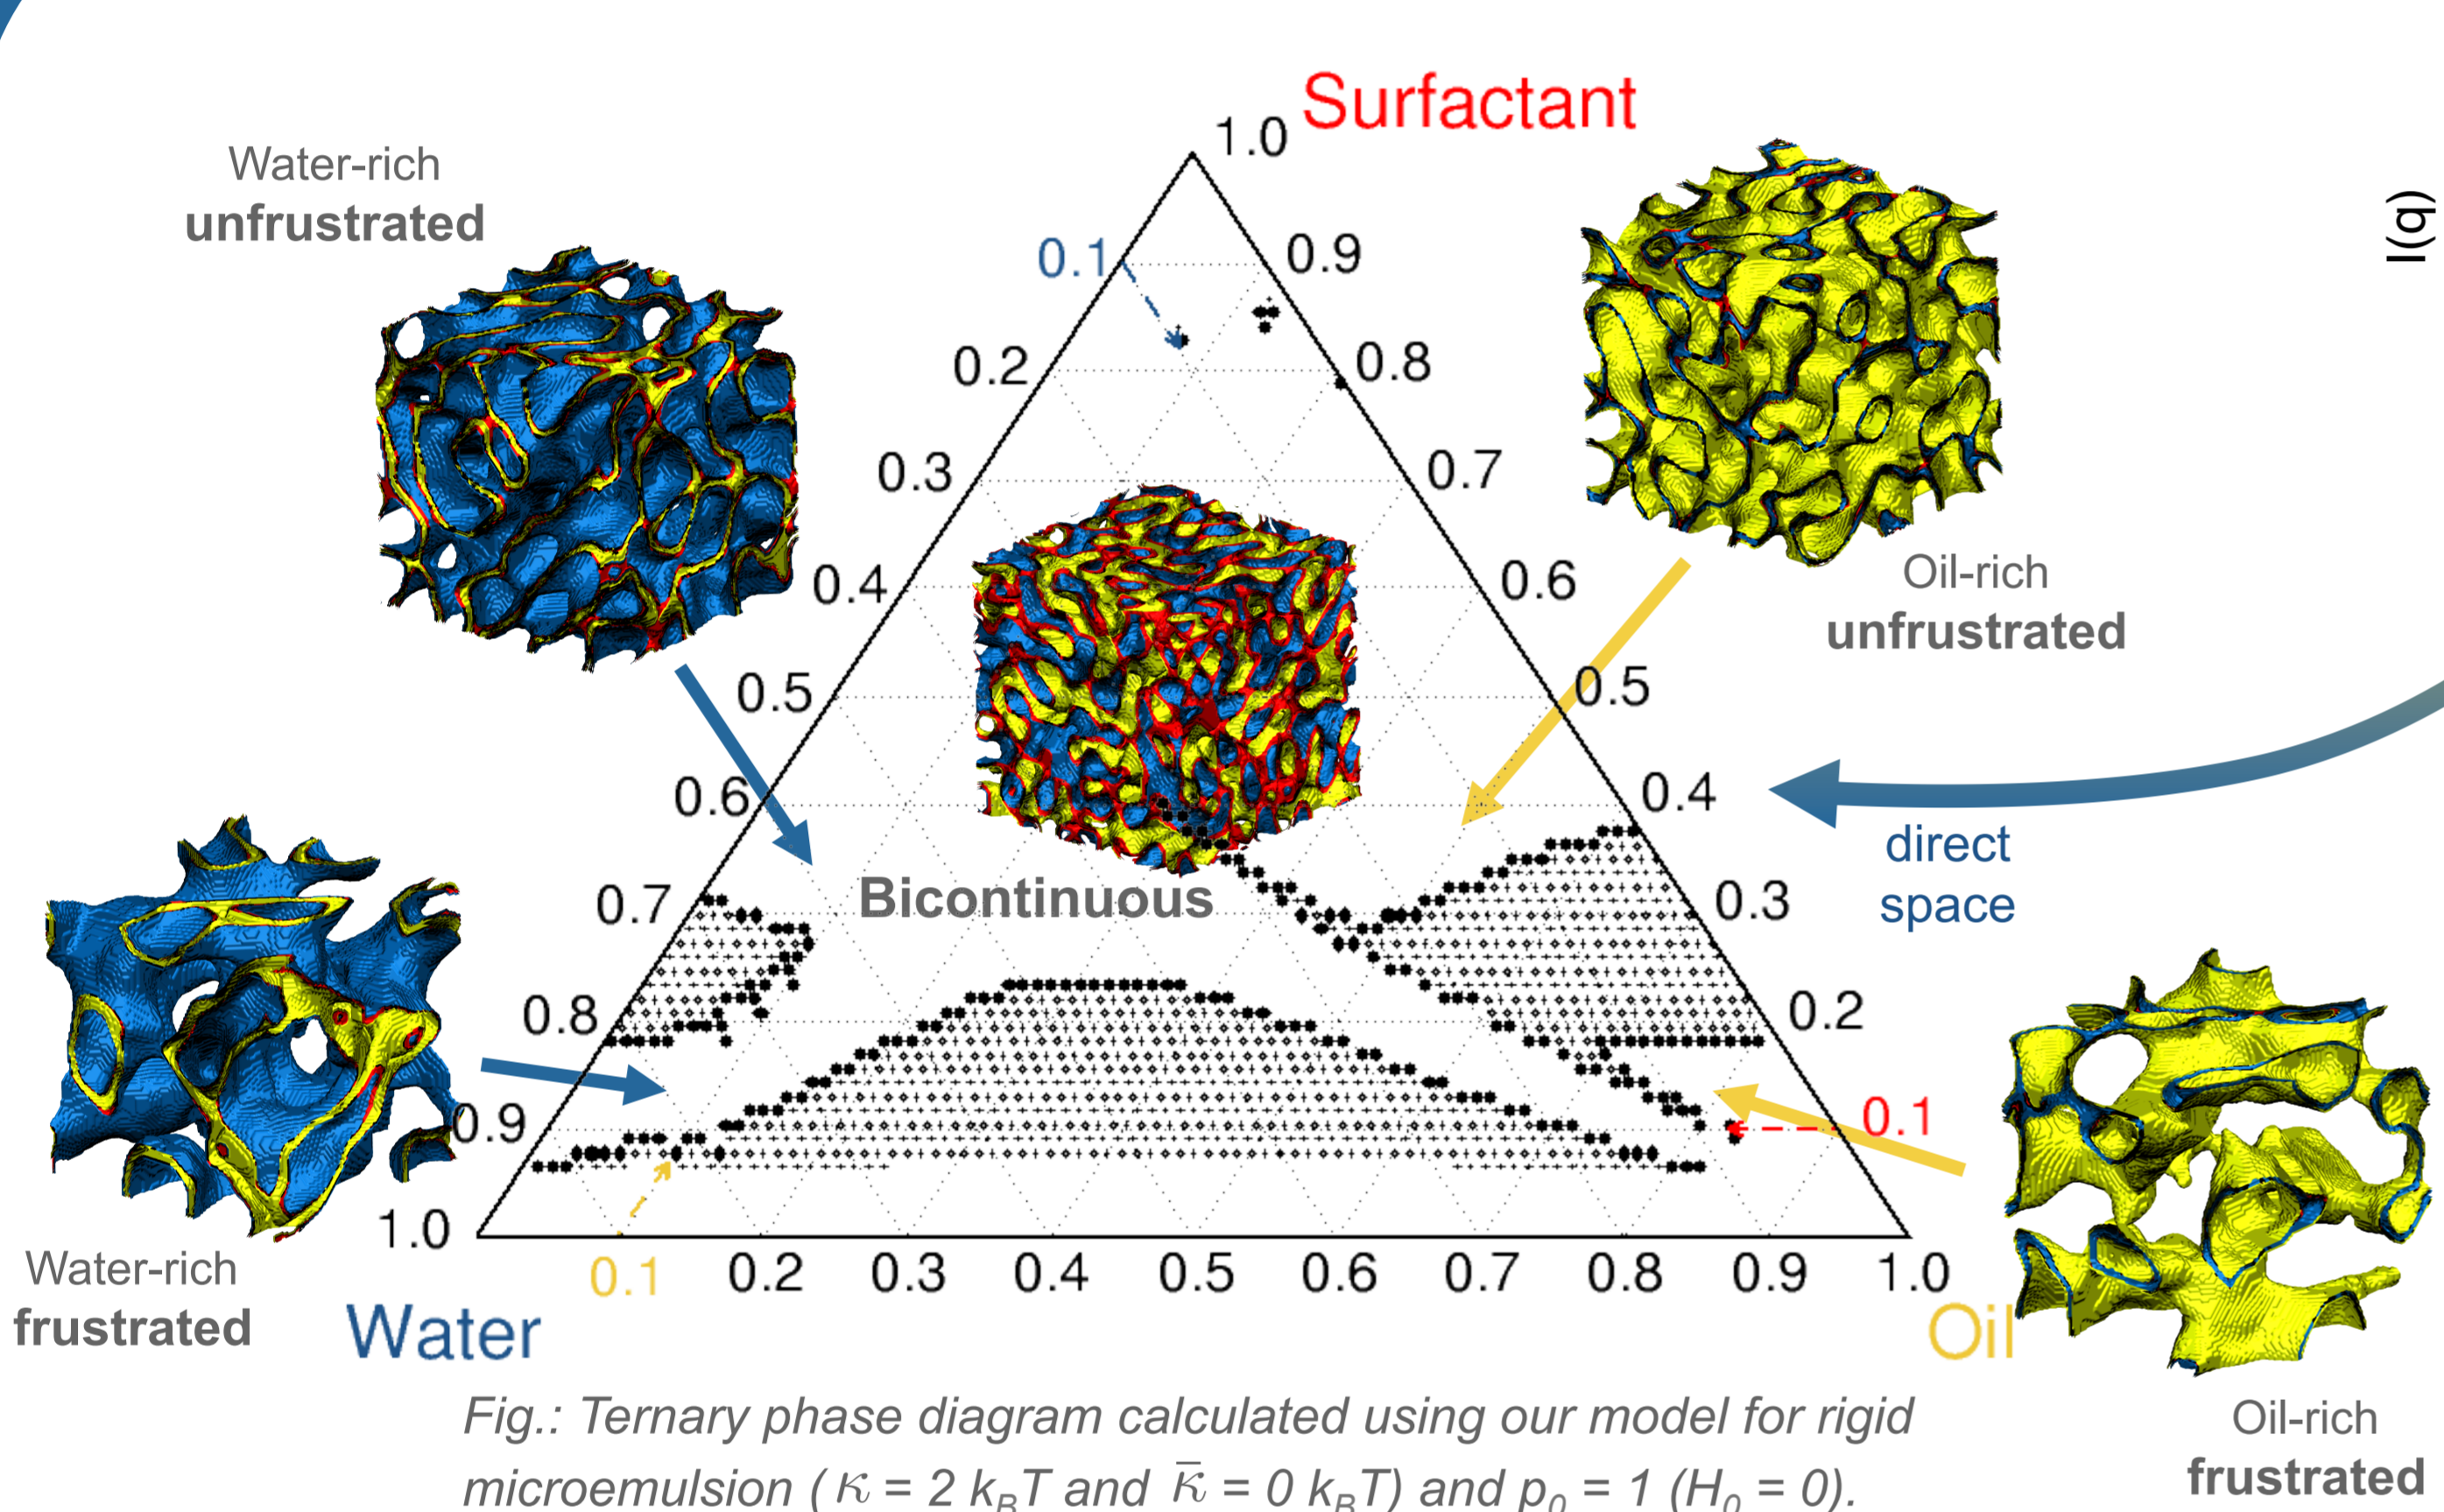 Surfactant
1.0
Water-rich
unfrustrated
I(q)
0.1
0.9
0.2
0.8
0.3
0.7
0.4
0.6
Oil-rich
unfrustrated
0.5
0.5
0.6
0.4
direct
space
Bicontinuous
0.7
0.3
0.8
0.2
0.9
0.1
1.0
Water-rich
frustrated
0.1
0.2
0.3
0.4
0.5
0.6
0.7
0.8
0.9
1.0
Water
Oil
Oil-rich
frustrated
Fig.: Ternary phase diagram calculated using our model for rigid
microemulsion ( κ = 2 k_BT and κ̄ = 0 k_BT) and p₀ = 1 (H₀ = 0).